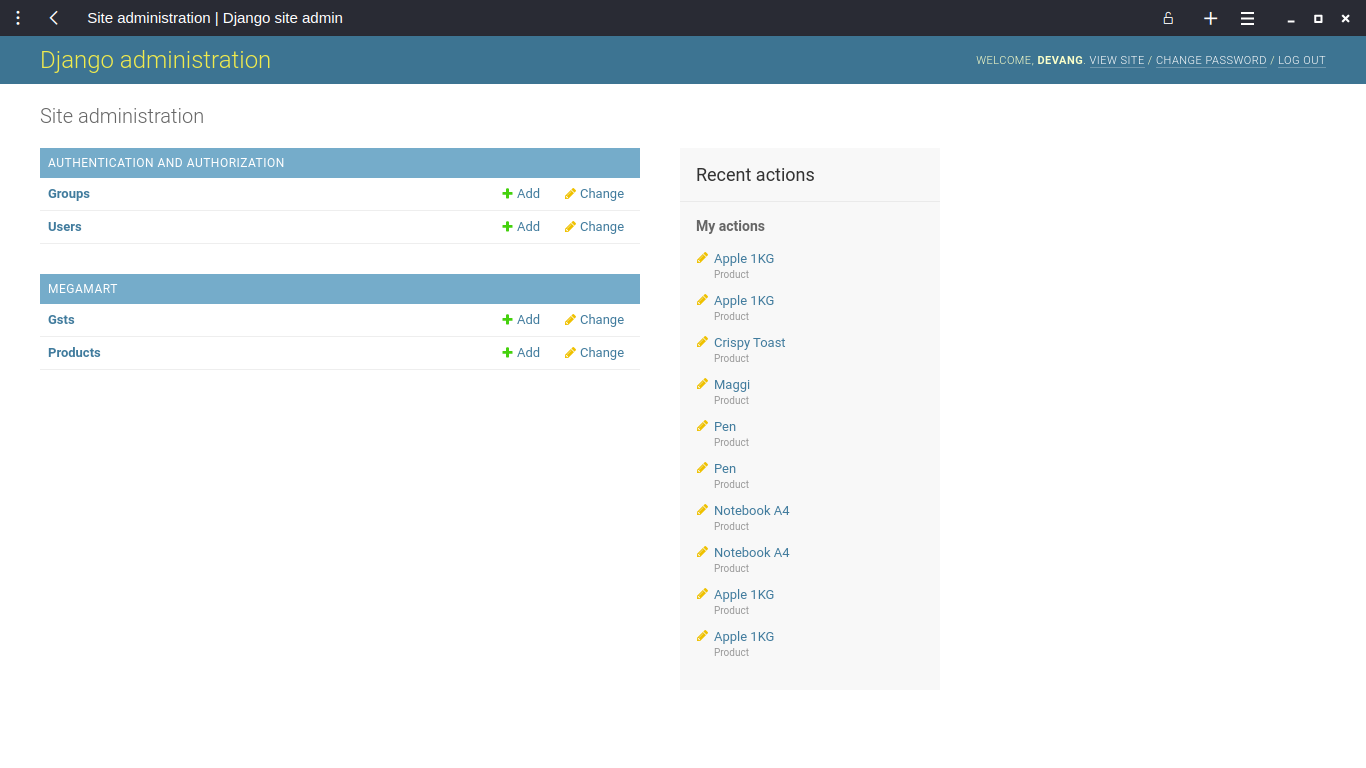 Site administration | Django site admin
Django administration
WELCOME, DEVANG. VIEW SITE / CHANGE PASSWORD / LOG OUT
Site administration
AUTHENTICATION AND AUTHORIZATION
Groups Add Change
Users Add Change
MEGAMART
Gsts Add Change
Products Add Change
Recent actions
My actions
Apple 1KG
Product
Apple 1KG
Product
Crispy Toast
Product
Maggi
Product
Pen
Product
Pen
Product
Notebook A4
Product
Notebook A4
Product
Apple 1KG
Product
Apple 1KG
Product